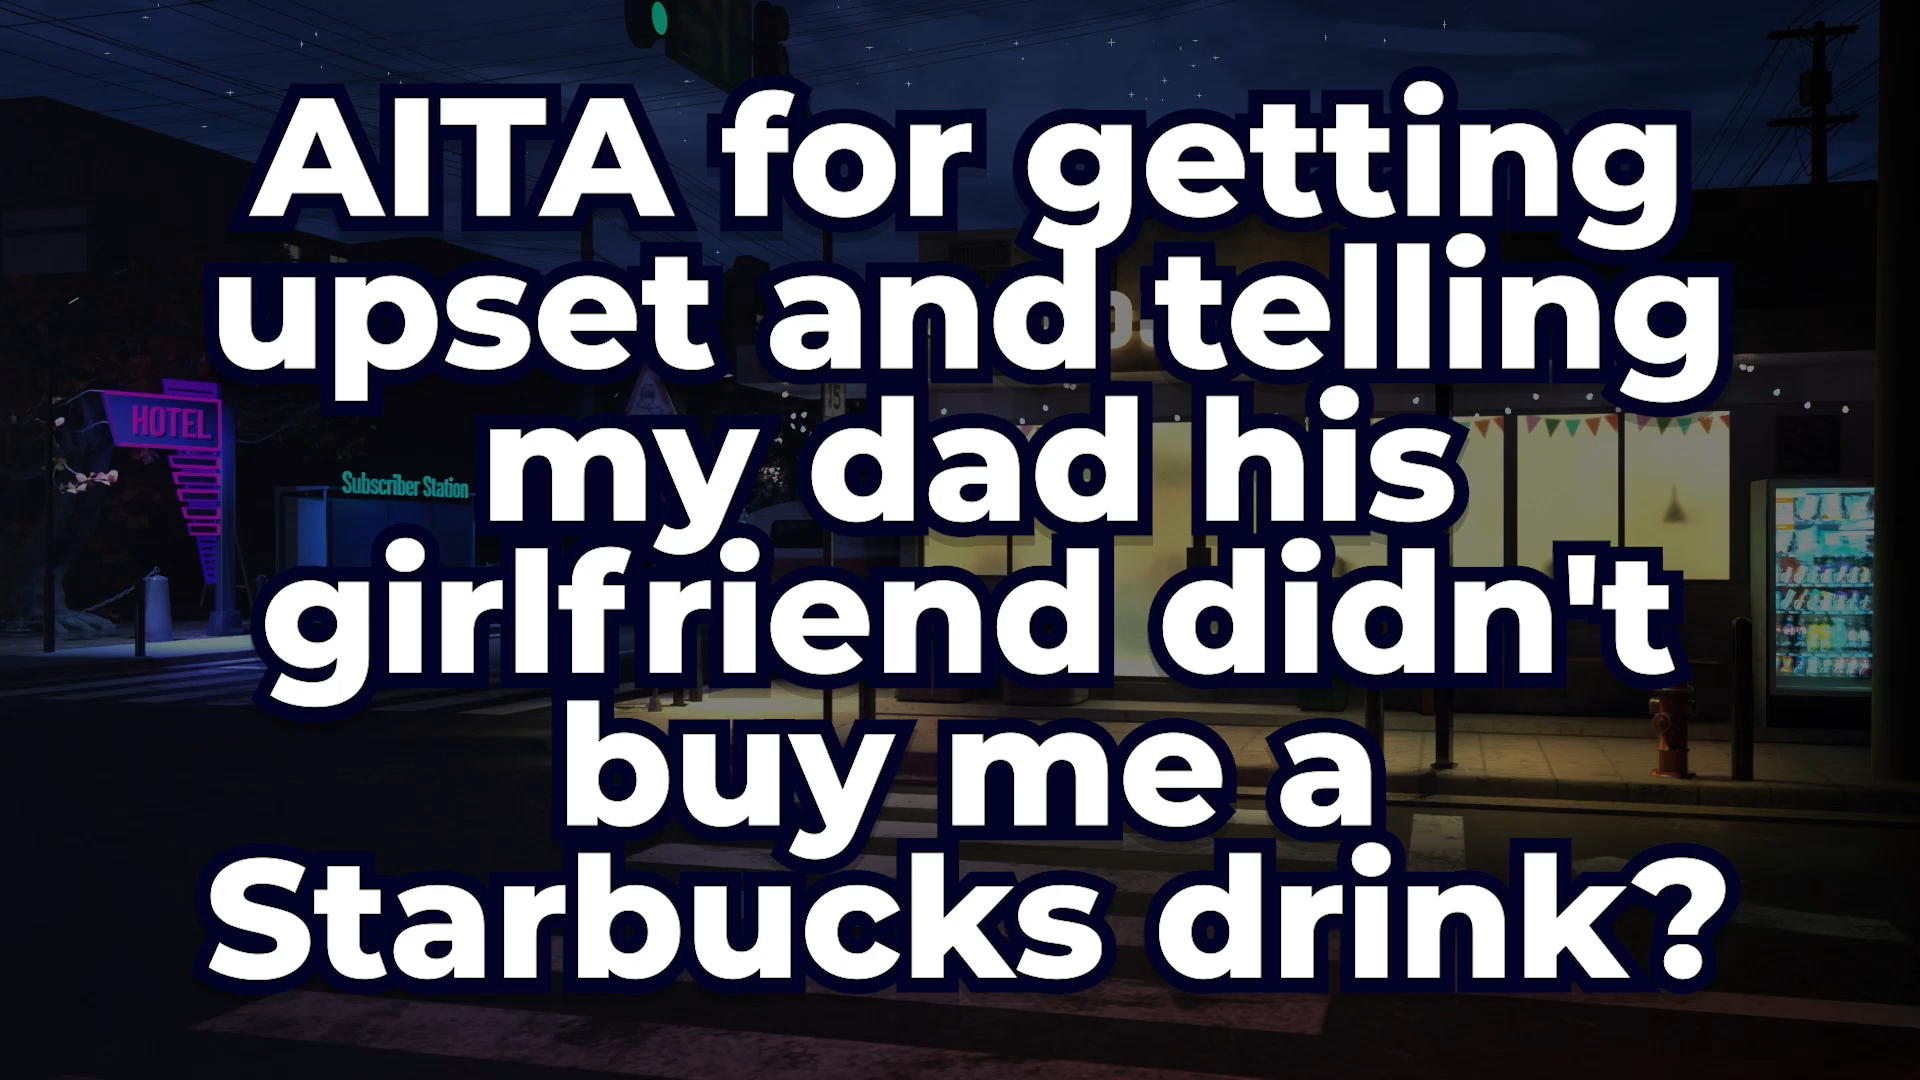 AITA for getting
upset and telling
my dad his
girlfriend didn't
buy me a
Starbucks drink?
HOTEL
Subscriber Station